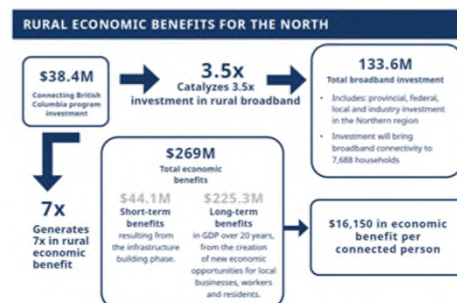 RURAL ECONOMIC BENEFITS FOR THE NORTH
$38.4M
Connecting British
Columbia program
investment
3.5x
Catalyzes 3.5x
investment in rural broadband
133.6M
Total broadband investment
• Includes: provincial, federal,
local and industry investment
in the Northern region
• Investment will bring
broadband connectivity to
7,688 households
7x
Generates
7x in rural
economic
benefit
$269M
Total economic
benefits
$44.1M
Short-term
benefits
resulting from
the infrastructure
building phase.
$225.3M
Long-term
benefits
in GDP over 20 years,
from the creation
of new economic
opportunities for local
businesses, workers
and residents.
$16,150 in economic
benefit per
connected person